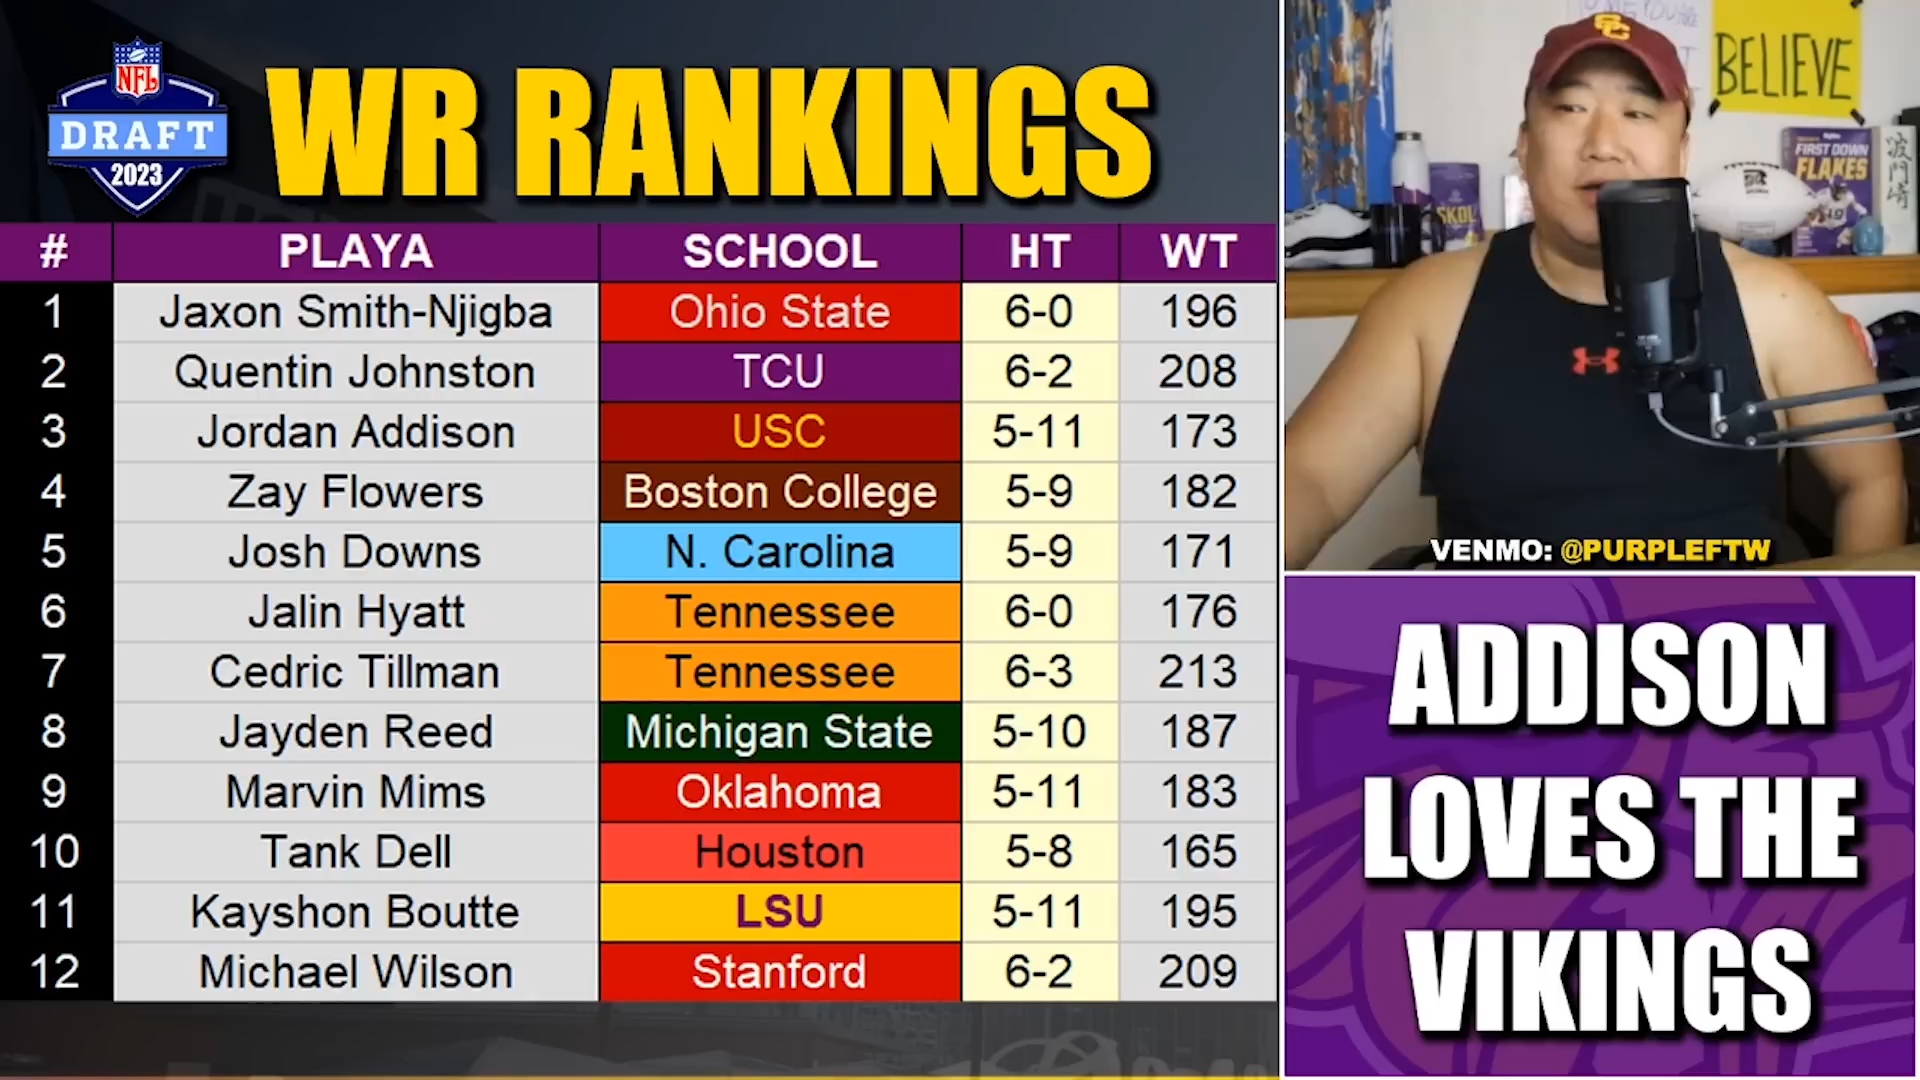 NFL
DRAFT
2023
WR RANKINGS
# PLAYA SCHOOL HT WT
1 Jaxon Smith-Njigba Ohio State 6-0 196
2 Quentin Johnston TCU 6-2 208
3 Jordan Addison USC 5-11 173
4 Zay Flowers Boston College 5-9 182
5 Josh Downs N. Carolina 5-9 171
6 Jalin Hyatt Tennessee 6-0 176
7 Cedric Tillman Tennessee 6-3 213
8 Jayden Reed Michigan State 5-10 187
9 Marvin Mims Oklahoma 5-11 183
10 Tank Dell Houston 5-8 165
11 Kayshon Boutte LSU 5-11 195
12 Michael Wilson Stanford 6-2 209
SC
BELIEVE
FIRST DOWN
FLAKES
SKOL
19
波
門
VENMO: @PURPLEFTW
ADDISON
LOVES THE
VIKINGS